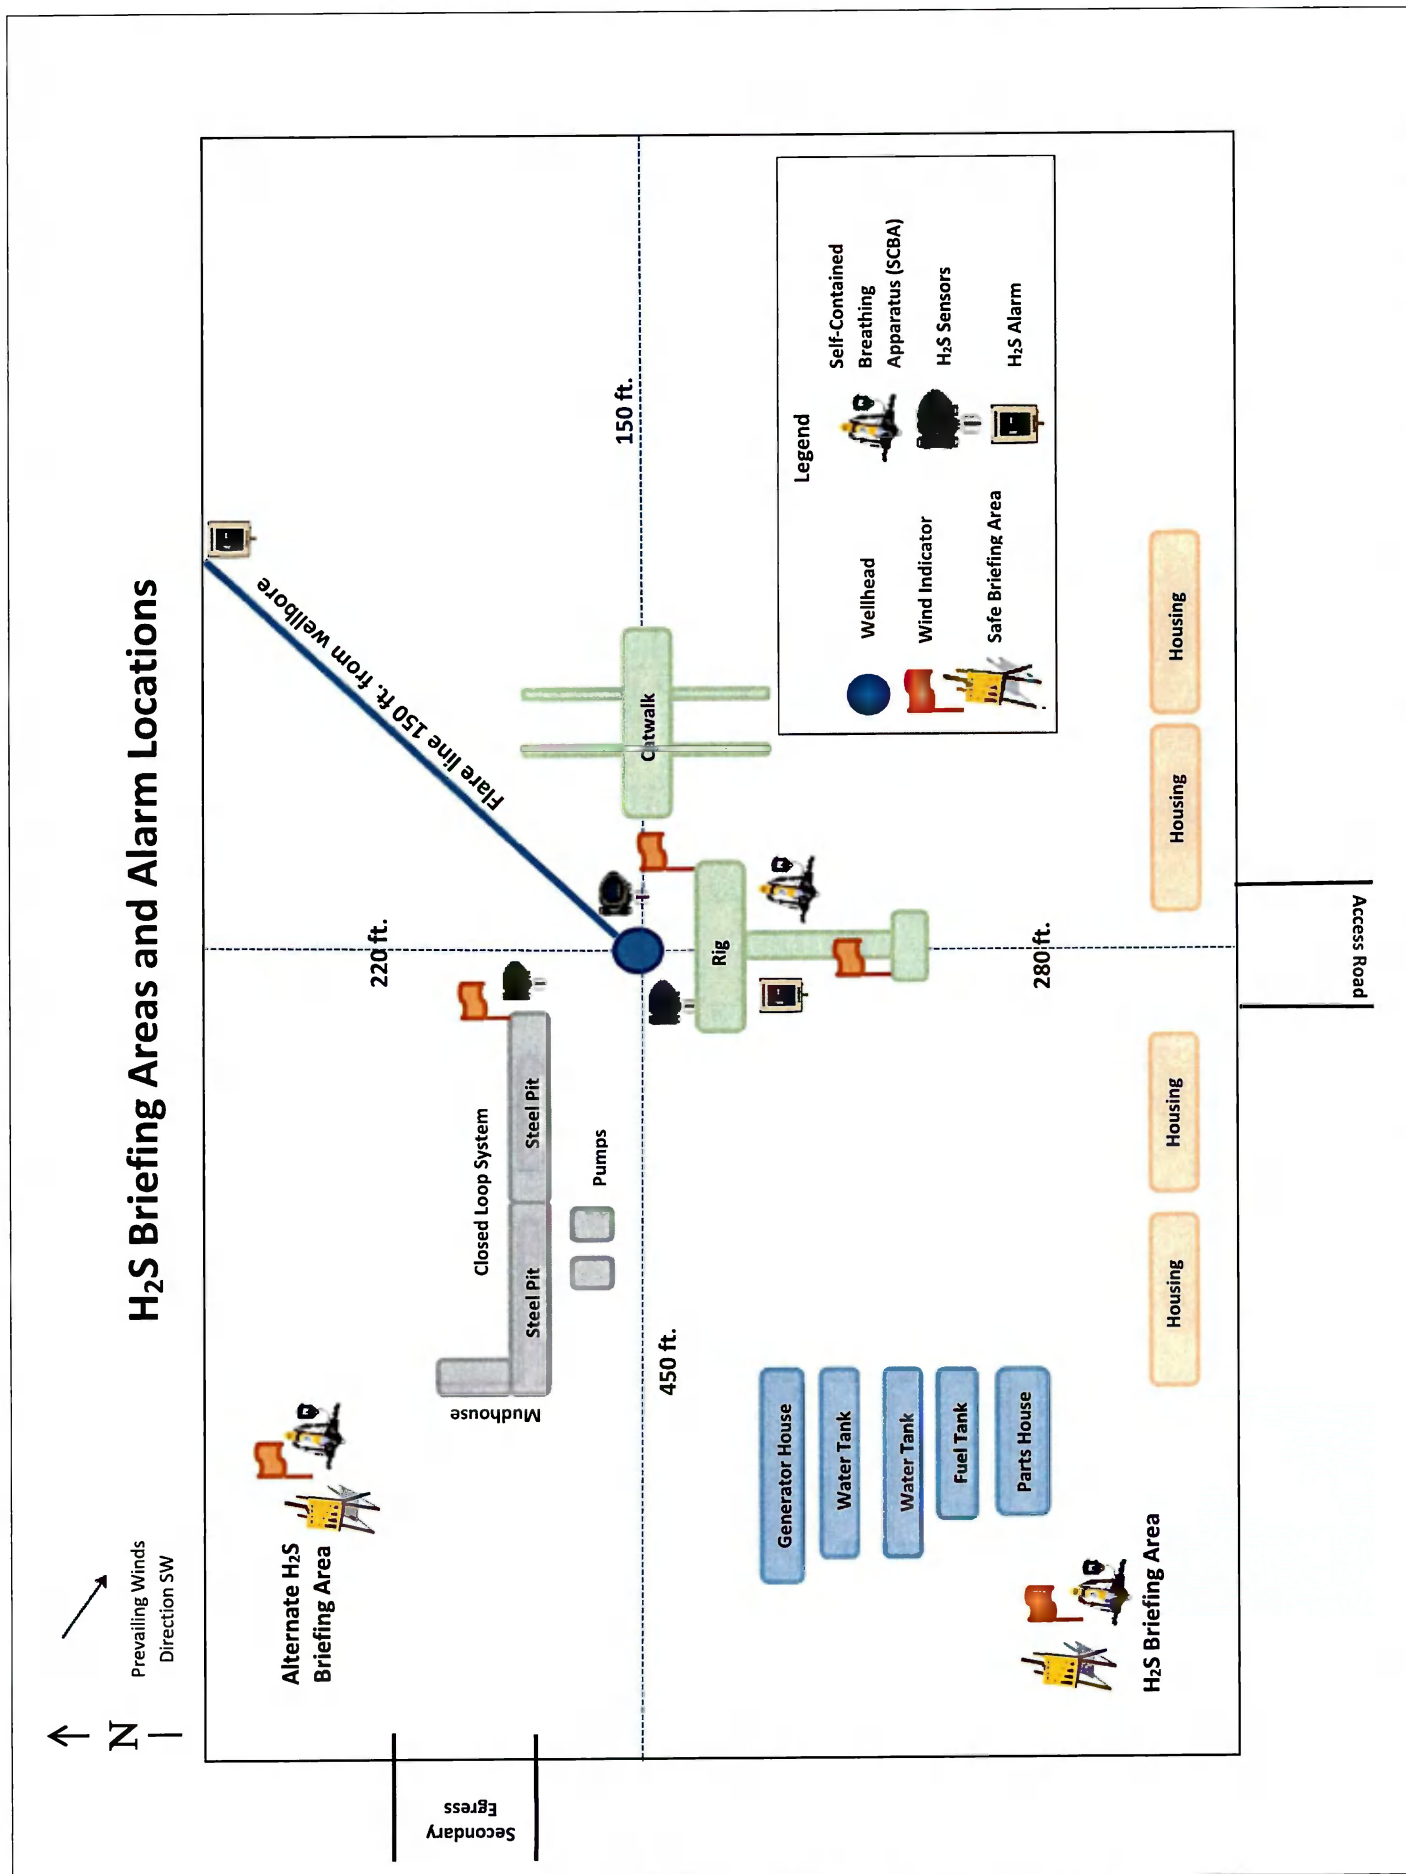 H₂S Briefing Areas and Alarm Locations
N
Prevailing Winds
Direction SW
Alternate H₂S
Briefing Area
Secondary
Egress
Mudhouse
Closed Loop System
Steel Pit
Steel Pit
Pumps
220 ft.
Flare line 150 ft. from wellbore
450 ft.
150 ft.
Catwalk
Rig
280 ft.
Generator House
Water Tank
Water Tank
Fuel Tank
Parts House
H₂S Briefing Area
Legend
Wellhead
Wind Indicator
Safe Briefing Area
Self-Contained
Breathing
Apparatus (SCBA)
H₂S Sensors
H₂S Alarm
Housing
Housing
Housing
Housing
Access Road